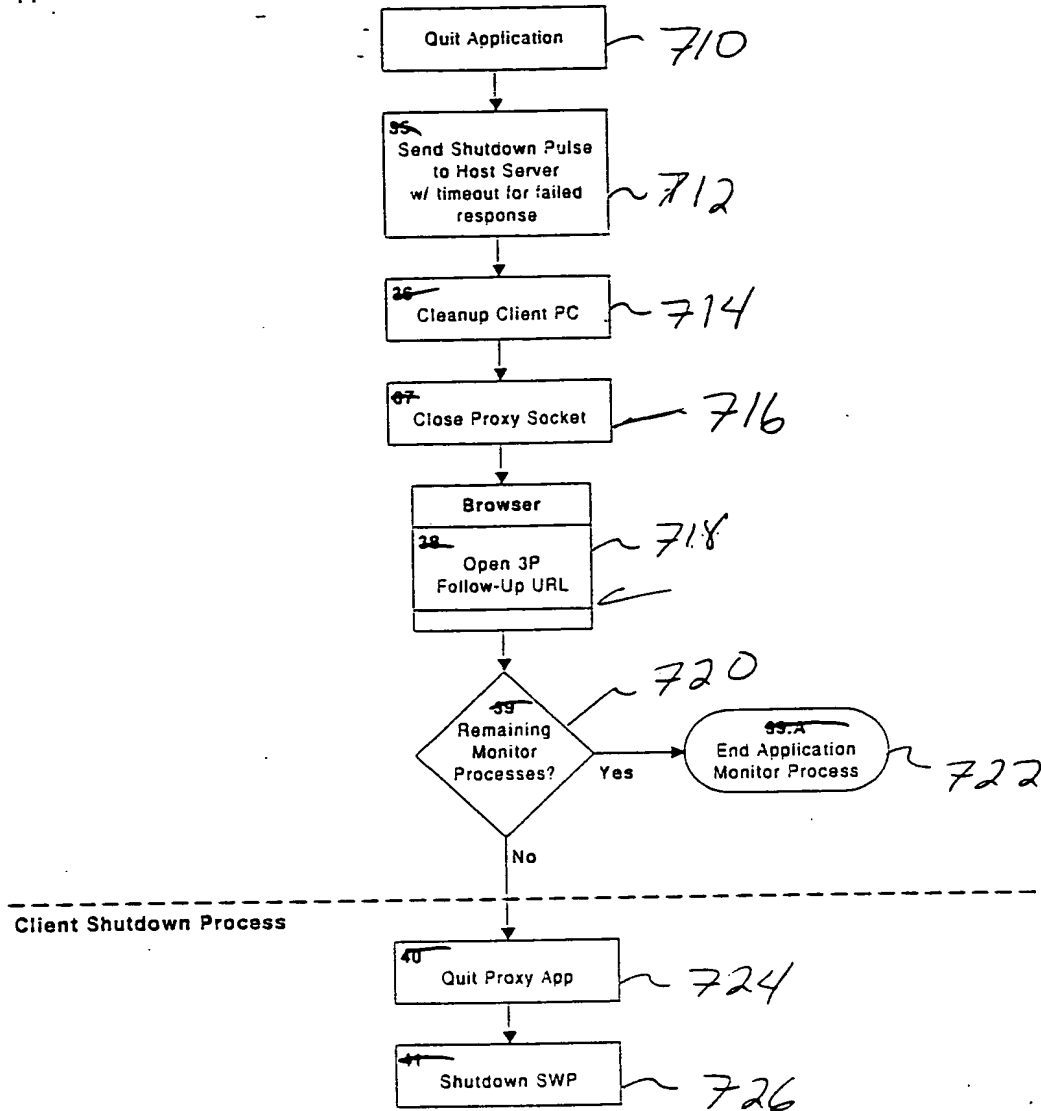 Quit Application
710
35
Send Shutdown Pulse
to Host Server
w/ timeout for failed
response
712
36
Cleanup Client PC
714
37
Close Proxy Socket
716
Browser
38
Open 3P
Follow-Up URL
718
720
39
Remaining
Monitor
Processes?
Yes
39.A
End Application
Monitor Process
722
No
Client Shutdown Process
40
Quit Proxy App
724
41
Shutdown SWP
726